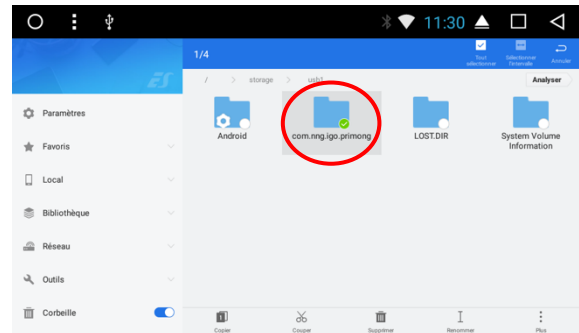 11:30
ES
1/4
Tout sélectionner
Sélectionner l'intervalle
Annuler
/ > storage > usb1
Analyser
Paramètres
Favoris
Local
Bibliothèque
Réseau
Outils
Corbeille
Android
com.nng.igo.primong
LOST.DIR
System Volume
Information
Copier
Couper
Supprimer
Renommer
Plus